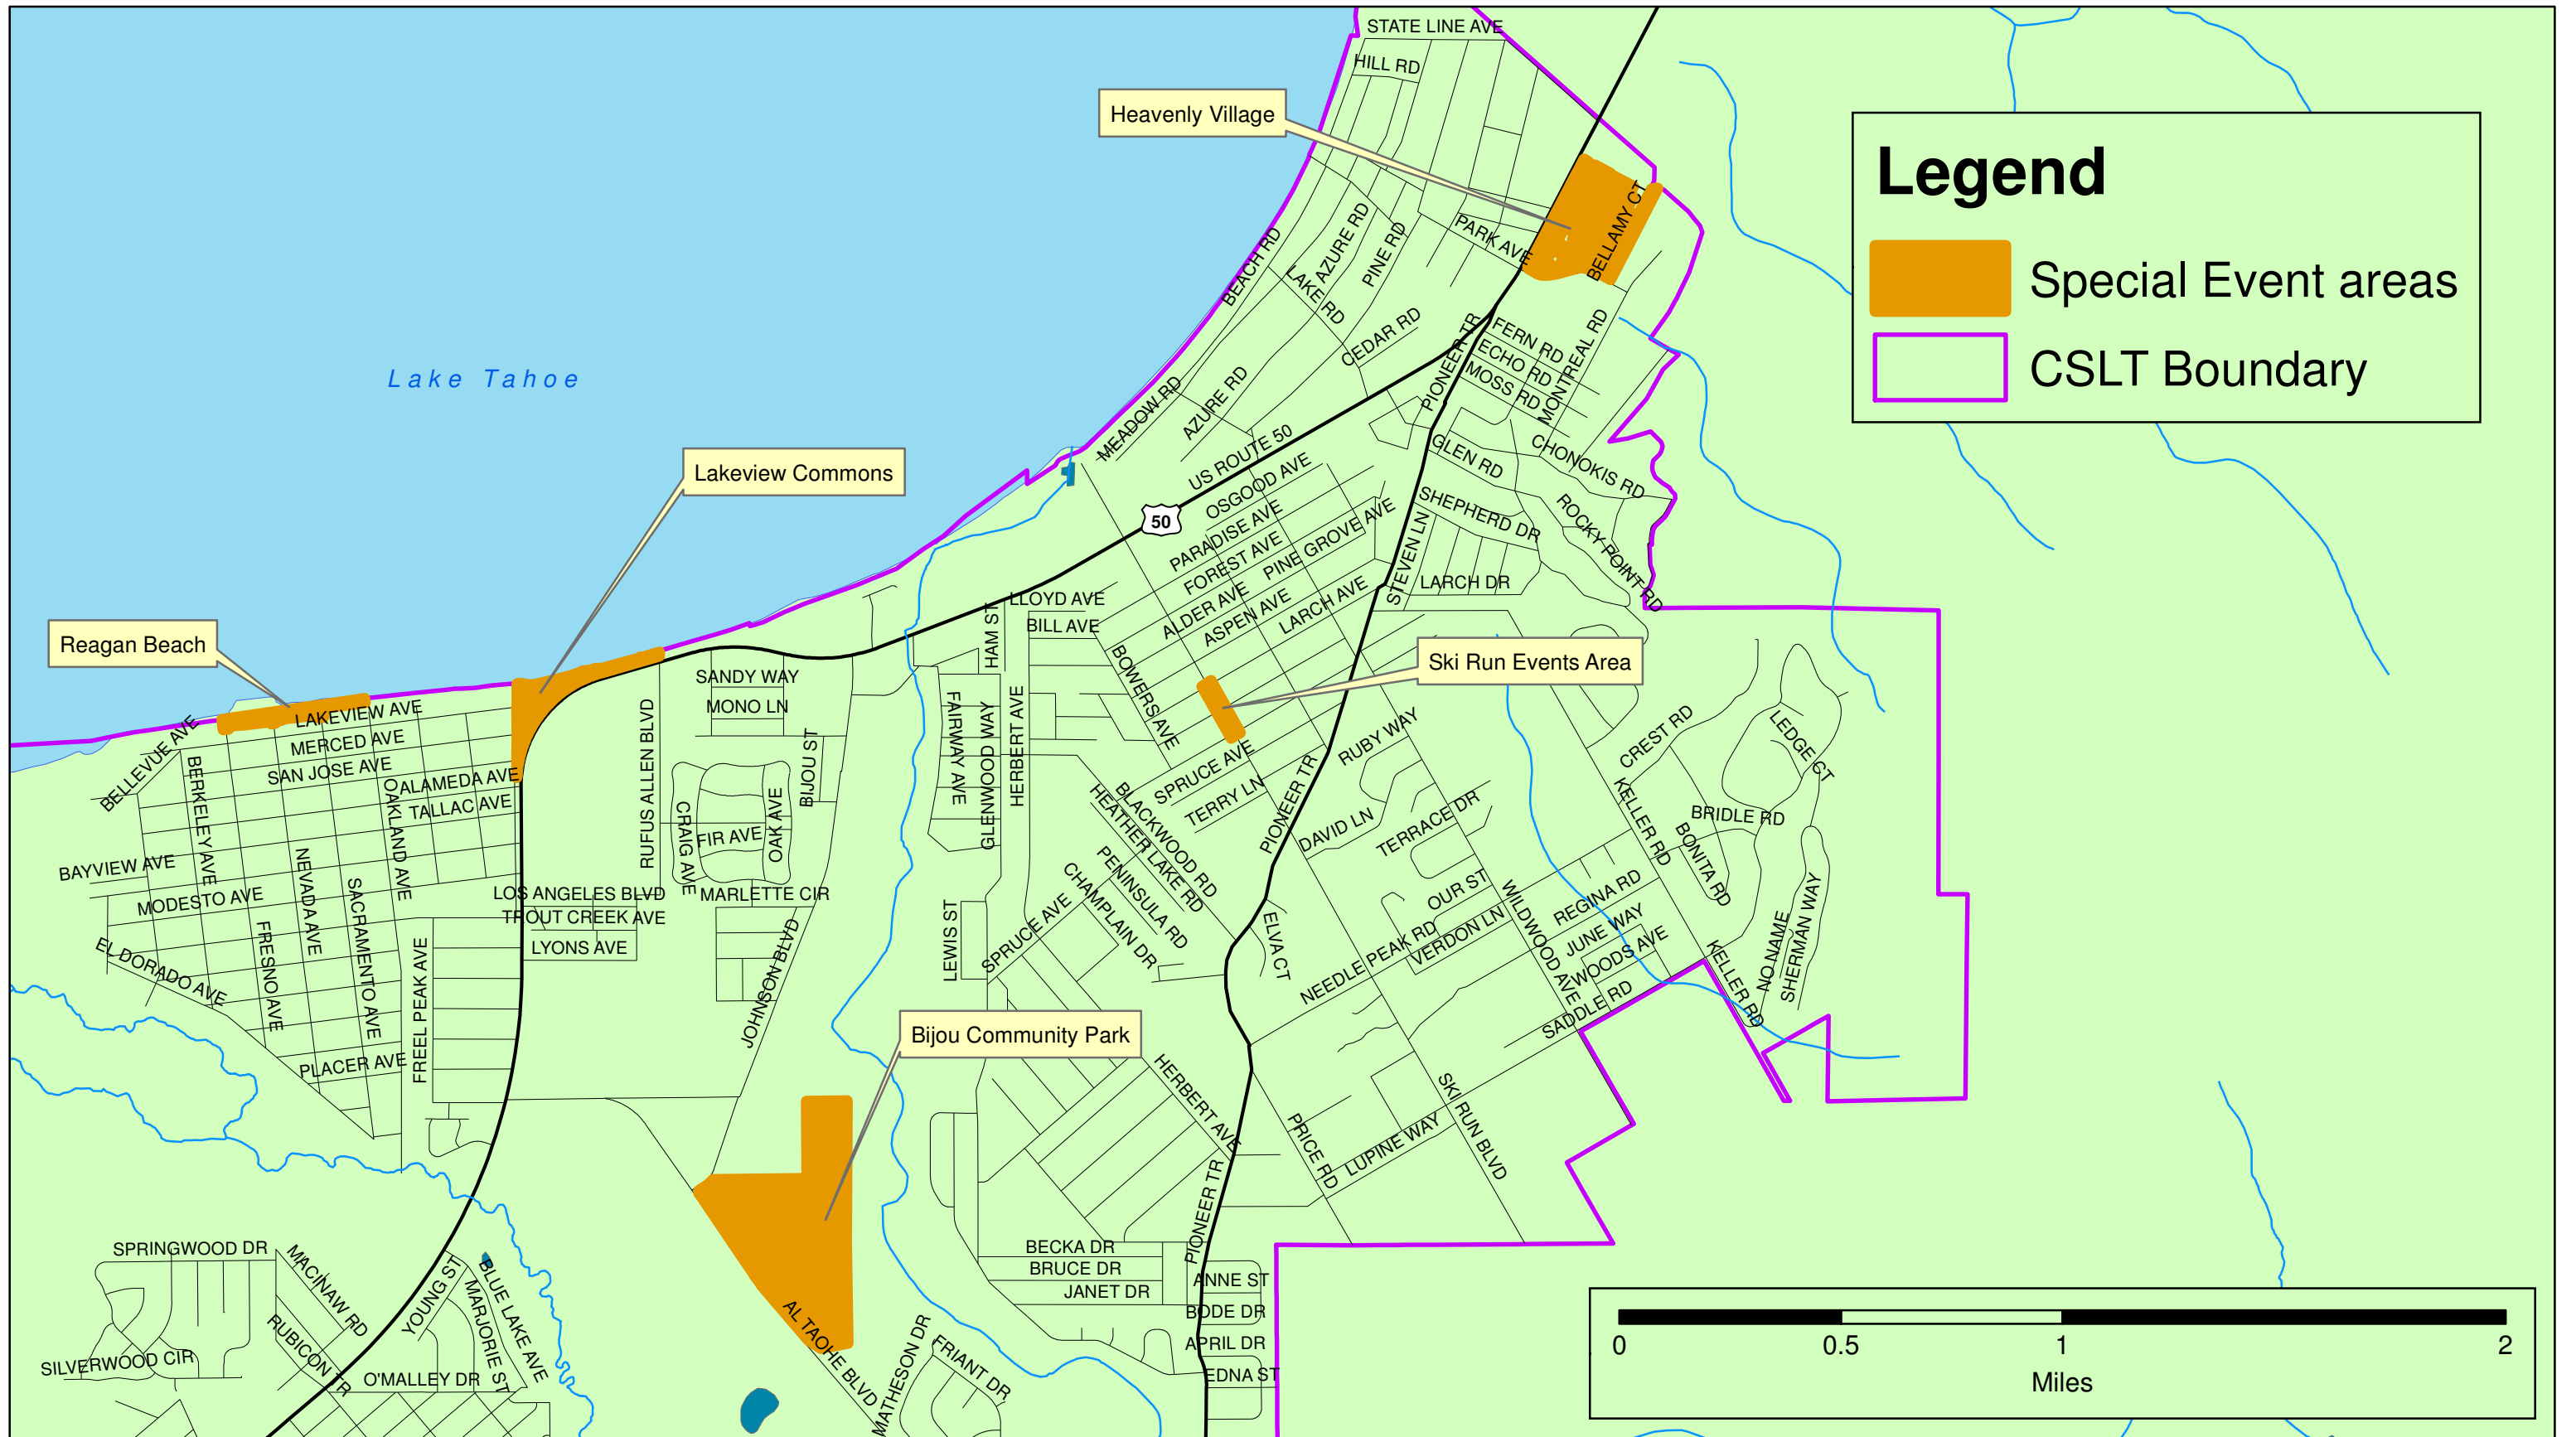 STATE LINE AVE
HILL RD
Heavenly Village
Legend
Special Event areas
CSLT Boundary
BELLAMY CT
PARK AVE
AZURE RD
PINE RD
BEACH RD
LAKE RD
CEDAR RD
PIONEER TR
FERN RD
ECHO RD
MOSS RD
MONTREAL RD
Lake Tahoe
MEADOW RD
AZURE RD
US ROUTE 50
GLEN RD
CHONOKIS RD
Lakeview Commons
OSGOOD AVE
50
PARADISE AVE
SHEPHERD DR
ROCKY POINT RD
FOREST AVE
PINE GROVE AVE
STEVEN LN
LARCH DR
ALDER AVE
ASPEN AVE
LARCH AVE
LLOYD AVE
BILL AVE
HAM ST
Reagan Beach
Ski Run Events Area
BOWERS AVE
SANDY WAY
MONO LN
LAKEVIEW AVE
MERCED AVE
SAN JOSE AVE
BELLEVUE AVE
BERKELEY AVE
OAKLAND AVE
ALAMEDA AVE
TALLAC AVE
RUFUS ALLEN BLVD
BIJOU ST
CRAIG AVE
FIR AVE
OAK AVE
FAIRWAY AVE
GLENWOOD WAY
HERBERT AVE
SPRUCE AVE
TERRY LN
RUBY WAY
CREST RD
LEDGE CT
BLACKWOOD RD
HEATHER LAKE RD
PIONEER TR
DAVID LN
TERRACE DR
KELLER RD
BRIDLE RD
BONITA RD
BAYVIEW AVE
MODESTO AVE
NEVADA AVE
SACRAMENTO AVE
FRESNO AVE
EL DORADO AVE
PLACER AVE
FREEL PEAK AVE
LOS ANGELES BLVD
TROUT CREEK AVE
LYONS AVE
MARLETTE CIR
JOHNSON BLVD
LEWIS ST
SPRUCE AVE
PENINSULA RD
CHAMPLAIN DR
ELVA CT
OUR ST
NEEDLE PEAK RD
VERDON LN
WILDWOOD AVE
REGINA RD
JUNE WAY
WOODS AVE
SADDLE RD
KELLER RD
NO NAME
SHERMAN WAY
Bijou Community Park
HERBERT AVE
PRICE RD
LUPINE WAY
SKI RUN BLVD
PIONEER TR
SPRINGWOOD DR
MACINAW RD
RUBICON TR
SILVERWOOD CIR
O'MALLEY DR
YOUNG ST
MARJORIE ST
BLUE LAKE AVE
AL TAOHE BLVD
MATHESON DR
FRIANT DR
BECKA DR
BRUCE DR
JANET DR
ANNE ST
BODE DR
APRIL DR
EDNA ST
0 0.5 1 2
Miles